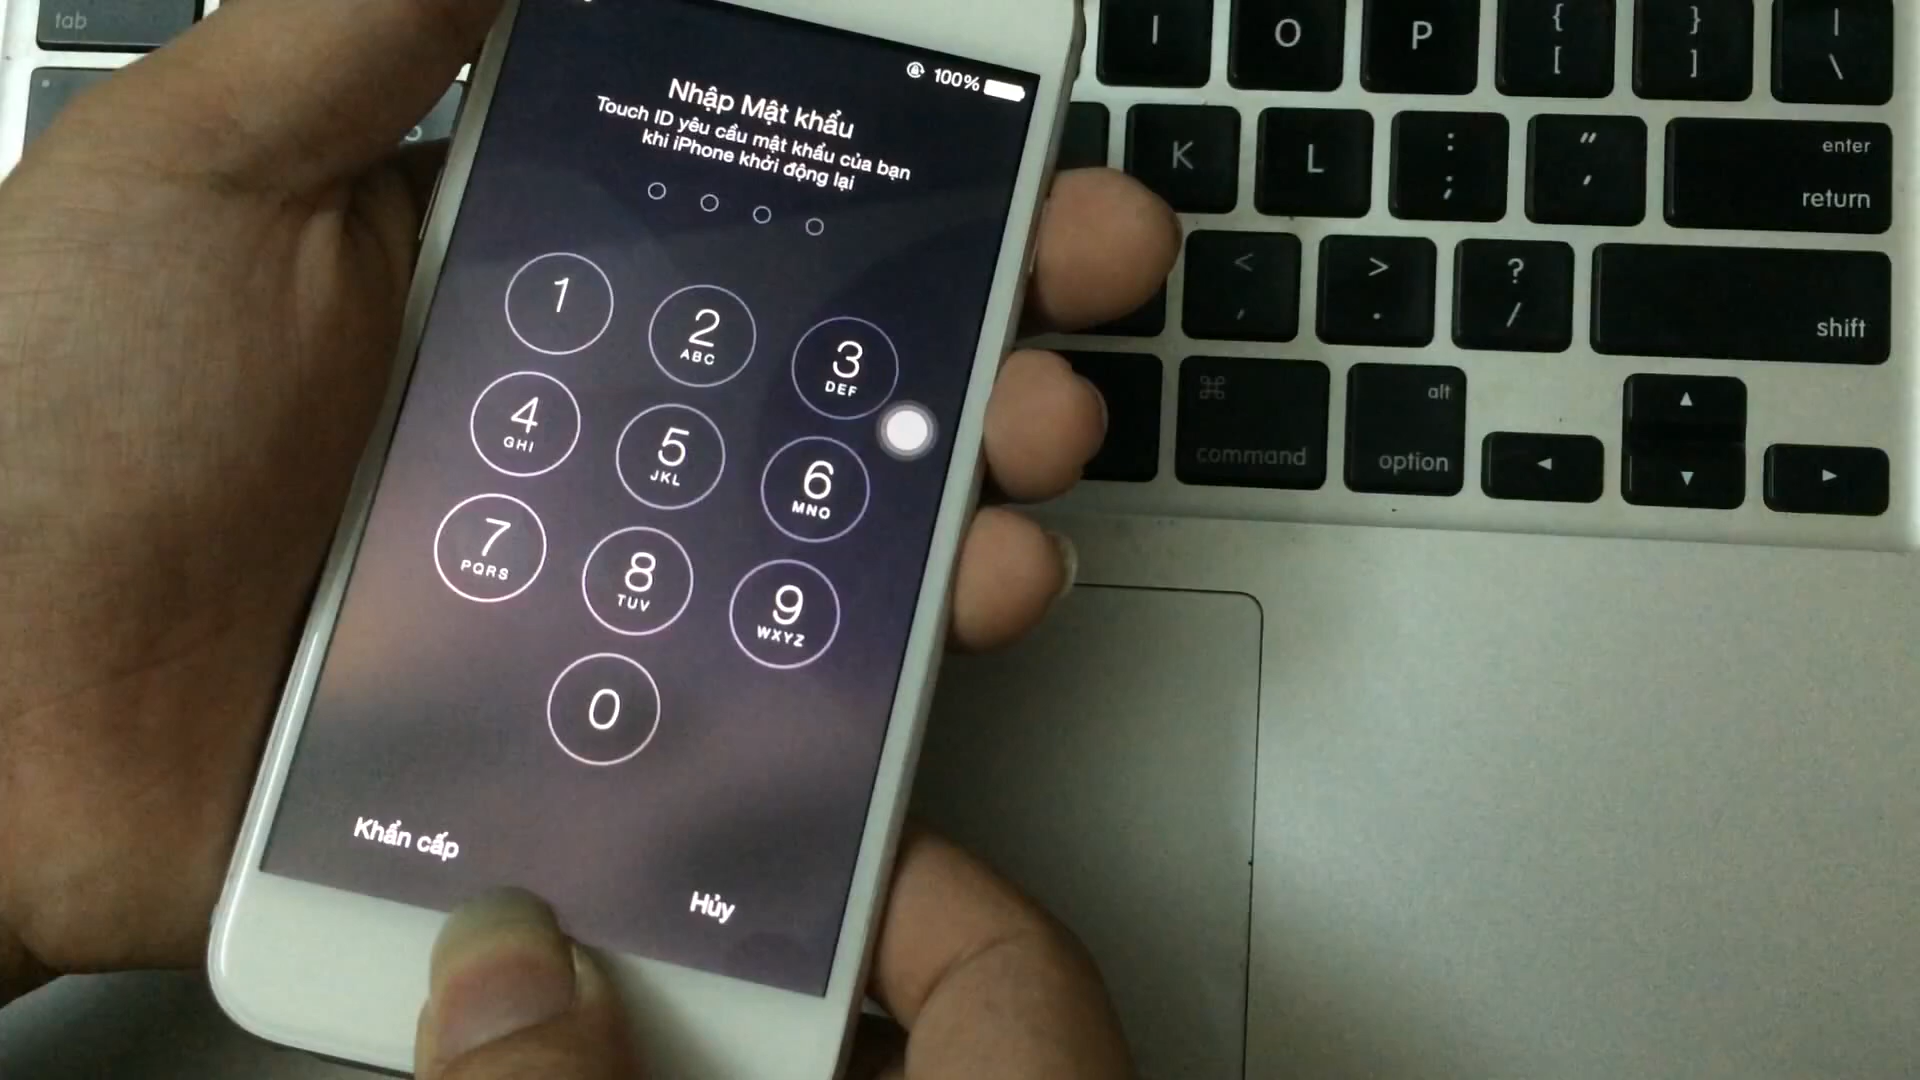 tab
100%
Nhập Mật khẩu
Touch ID yêu cầu mật khẩu của bạn
khi iPhone khởi động lại
1
2
ABC
3
DEF
4
GHI
5
JKL
6
MNO
7
PQRS
8
TUV
9
WXYZ
0
Khẩn cấp
Hủy
I
O
P
{
[
}
]
|
\
K
L
:
;
“
‘
enter
return
<
,
>
.
?
/
shift
⌘
command
alt
option
▲
◄
▼
►